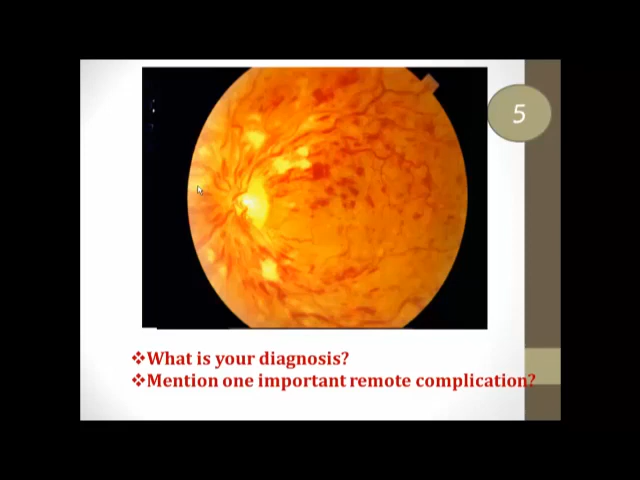 5
❖What is your diagnosis?
❖Mention one important remote complication?